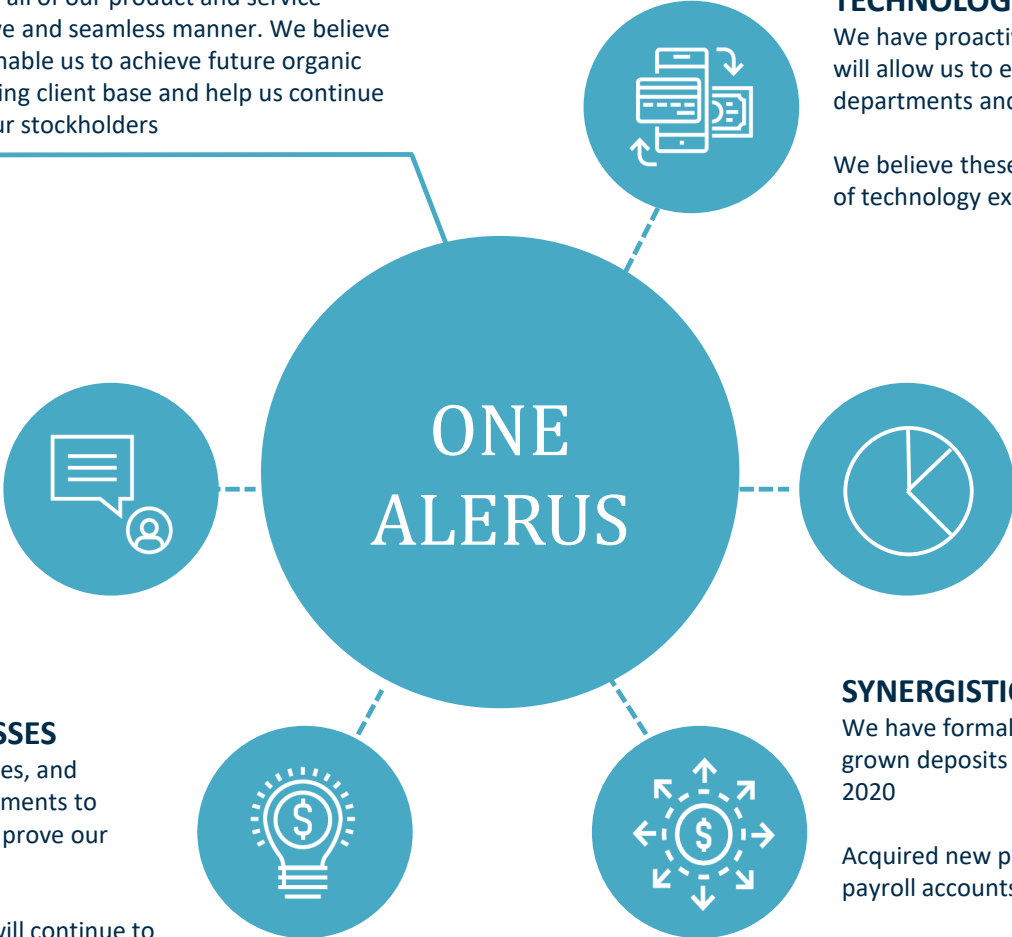 all of our product and service
ve and seamless manner. We believe
nable us to achieve future organic
ing client base and help us continue
ur stockholders
TECHNOLOG
We have proacti
will allow us to e
departments and
We believe these
of technology ex
ONE
ALERUS
SSES
es, and
ments to
prove our
will continue to
SYNERGISTIC
We have formal
grown deposits
2020
Acquired new p
payroll accounts